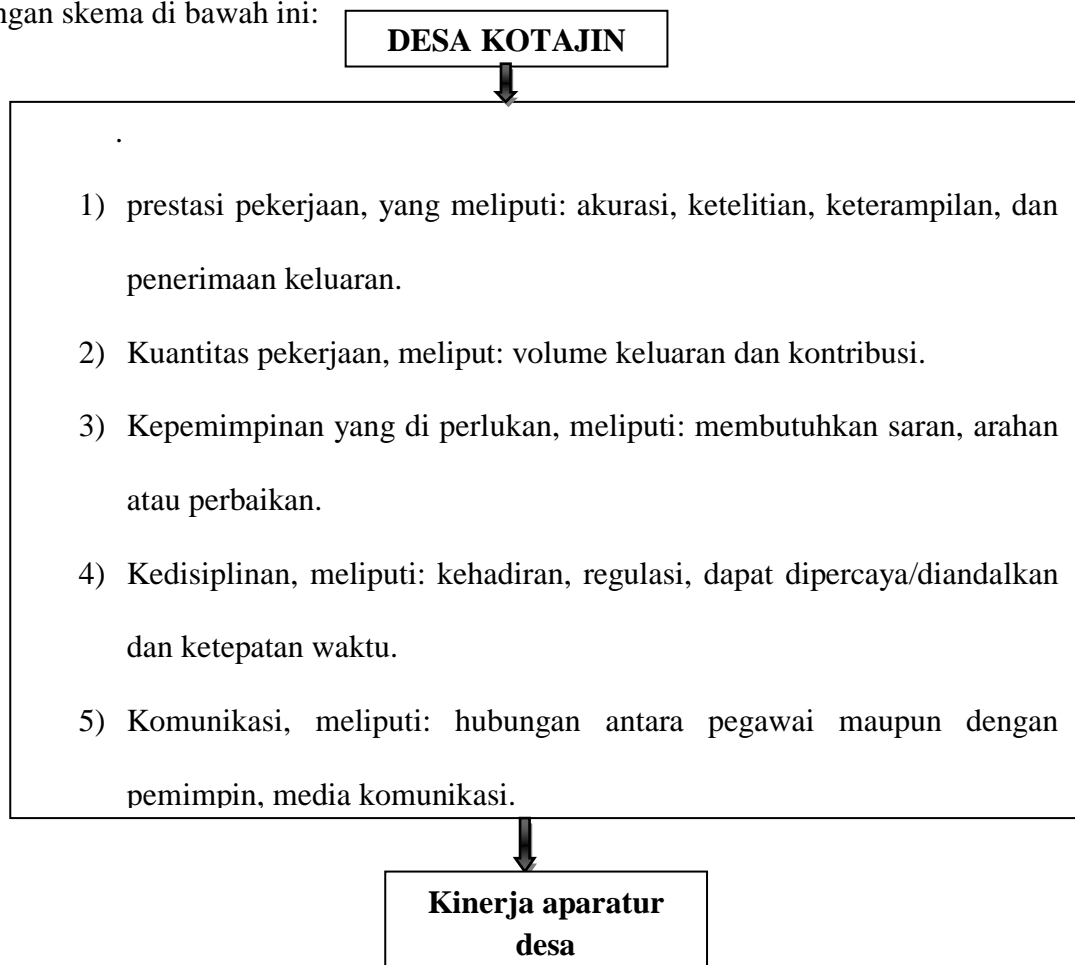 ngan skema di bawah ini:
DESA KOTAJIN
.
1) prestasi pekerjaan, yang meliputi: akurasi, ketelitian, keterampilan, dan
penerimaan keluaran.
2) Kuantitas pekerjaan, meliput: volume keluaran dan kontribusi.
3) Kepemimpinan yang di perlukan, meliputi: membutuhkan saran, arahan
atau perbaikan.
4) Kedisiplinan, meliputi: kehadiran, regulasi, dapat dipercaya/diandalkan
dan ketepatan waktu.
5) Komunikasi, meliputi: hubungan antara pegawai maupun dengan
pemimpin, media komunikasi.
Kinerja aparatur
desa